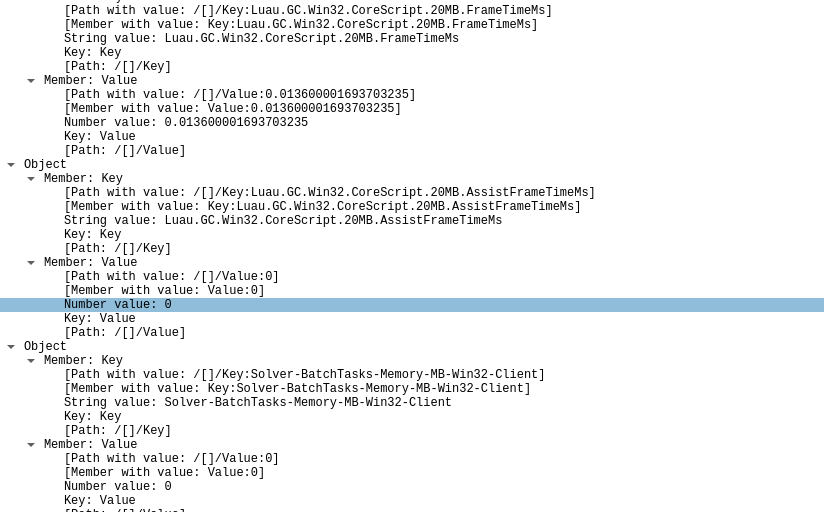 [Path with value: /[]/Key:Luau.GC.Win32.CoreScript.20MB.FrameTimeMs]
[Member with value: Key:Luau.GC.Win32.CoreScript.20MB.FrameTimeMs]
String value: Luau.GC.Win32.CoreScript.20MB.FrameTimeMs
Key: Key
[Path: /[]/Key]
Member: Value
[Path with value: /[]/Value:0.013600001693703235]
[Member with value: Value:0.013600001693703235]
Number value: 0.013600001693703235
Key: Value
[Path: /[]/Value]
Object
Member: Key
[Path with value: /[]/Key:Luau.GC.Win32.CoreScript.20MB.AssistFrameTimeMs]
[Member with value: Key:Luau.GC.Win32.CoreScript.20MB.AssistFrameTimeMs]
String value: Luau.GC.Win32.CoreScript.20MB.AssistFrameTimeMs
Key: Key
[Path: /[]/Key]
Member: Value
[Path with value: /[]/Value:0]
[Member with value: Value:0]
Number value: 0
Key: Value
[Path: /[]/Value]
Object
Member: Key
[Path with value: /[]/Key:Solver-BatchTasks-Memory-MB-Win32-Client]
[Member with value: Key:Solver-BatchTasks-Memory-MB-Win32-Client]
String value: Solver-BatchTasks-Memory-MB-Win32-Client
Key: Key
[Path: /[]/Key]
Member: Value
[Path with value: /[]/Value:0]
[Member with value: Value:0]
Number value: 0
Key: Value
[Path: /[]/Value]